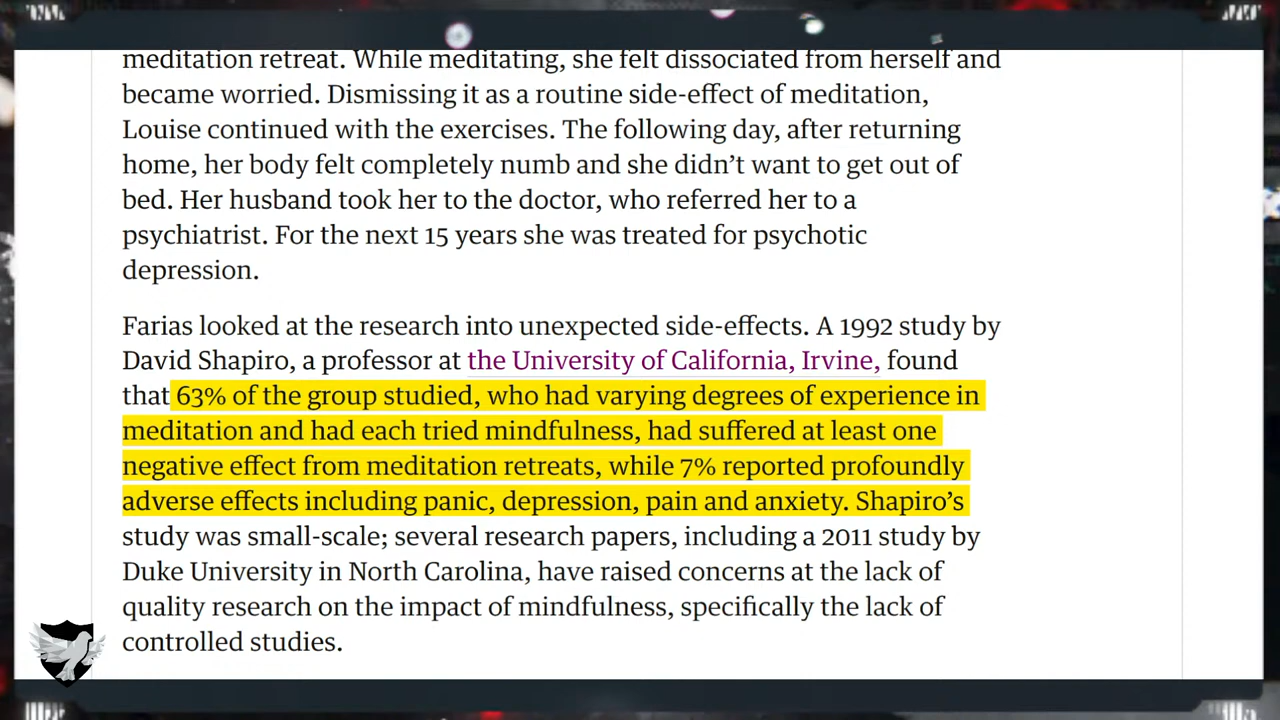 meditation retreat. While meditating, she felt dissociated from herself and
became worried. Dismissing it as a routine side-effect of meditation,
Louise continued with the exercises. The following day, after returning
home, her body felt completely numb and she didn’t want to get out of
bed. Her husband took her to the doctor, who referred her to a
psychiatrist. For the next 15 years she was treated for psychotic
depression.
Farias looked at the research into unexpected side-effects. A 1992 study by
David Shapiro, a professor at the University of California, Irvine, found
that 63% of the group studied, who had varying degrees of experience in
meditation and had each tried mindfulness, had suffered at least one
negative effect from meditation retreats, while 7% reported profoundly
adverse effects including panic, depression, pain and anxiety. Shapiro’s
study was small-scale; several research papers, including a 2011 study by
Duke University in North Carolina, have raised concerns at the lack of
quality research on the impact of mindfulness, specifically the lack of
controlled studies.